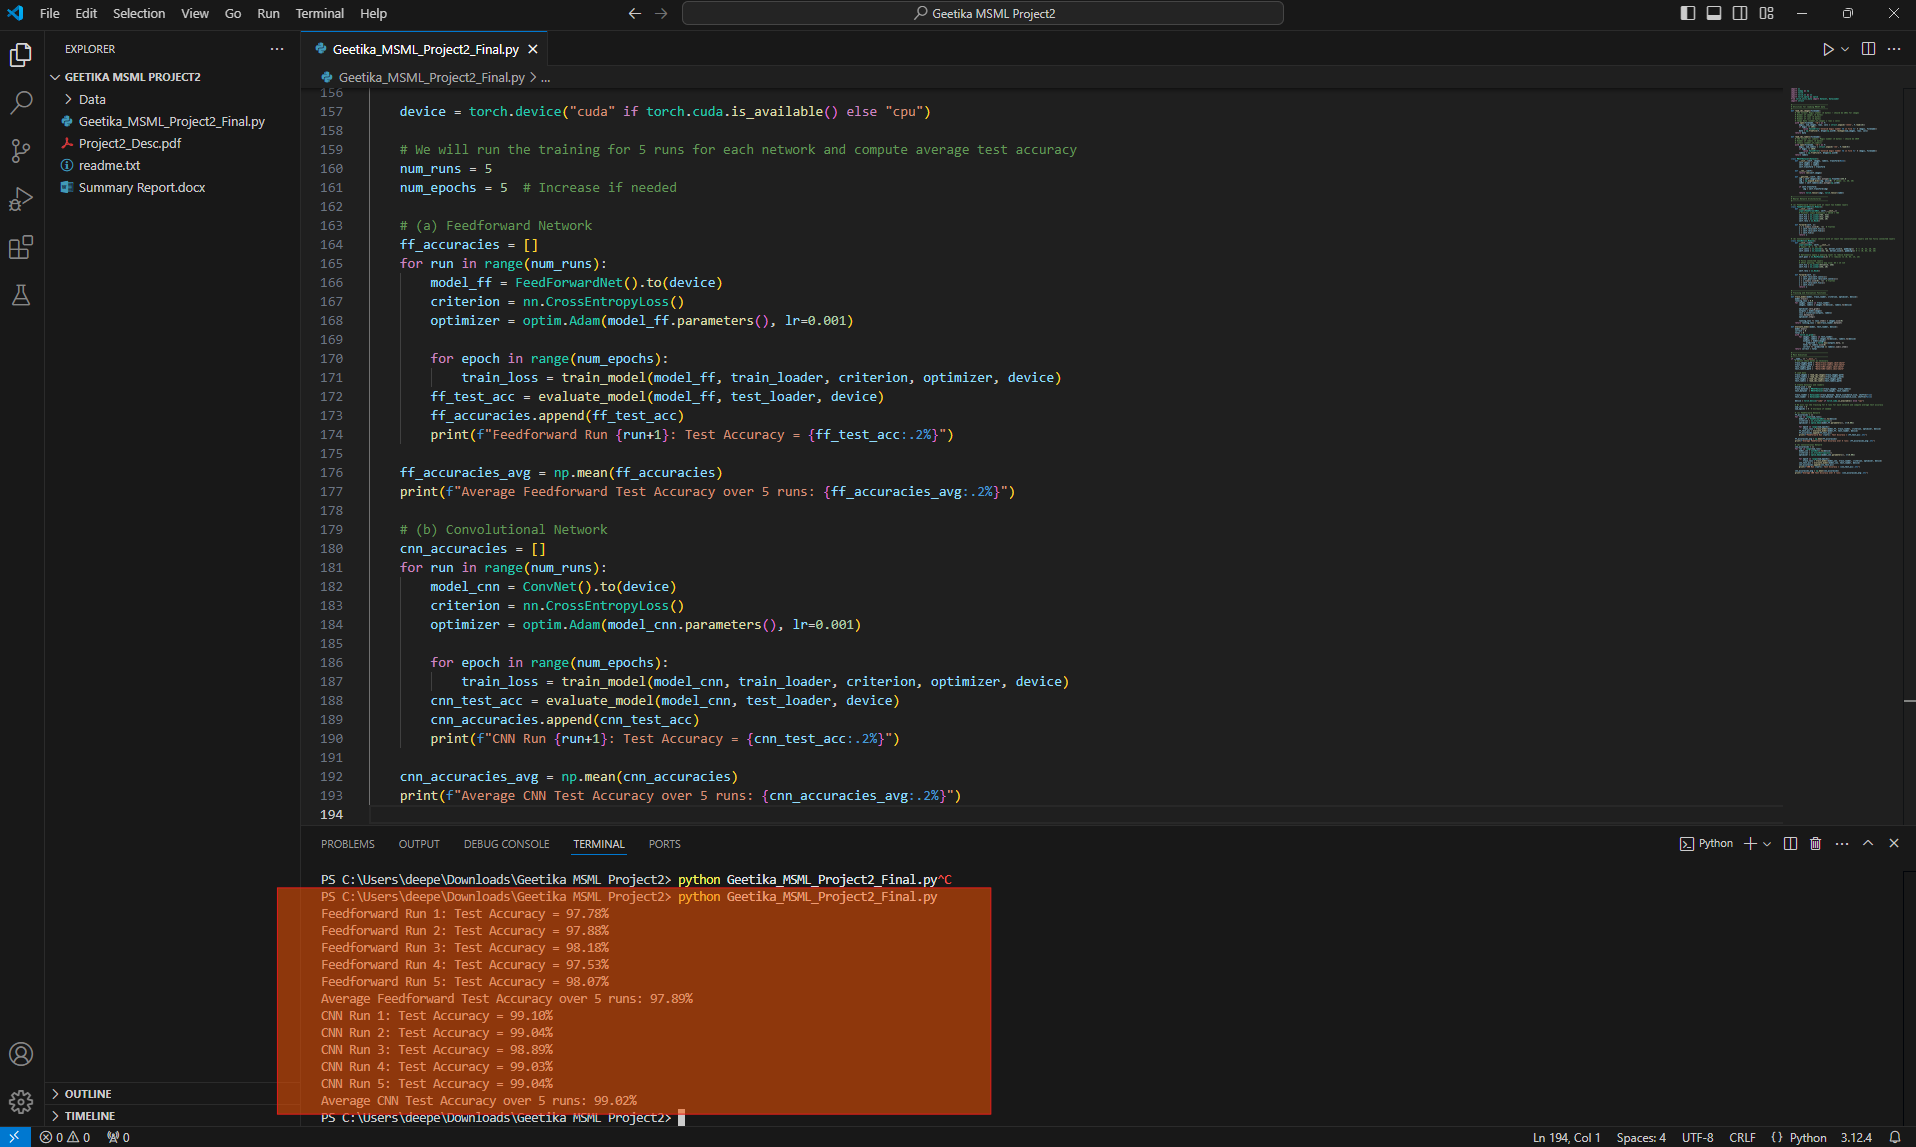 File Edit Selection View Go Run Terminal Help
Geetika MSML Project2
EXPLORER
GEETIKA MSML PROJECT2
Data
Geetika_MSML_Project2_Final.py
Project2_Desc.pdf
readme.txt
Summary Report.docx
OUTLINE
TIMELINE
Geetika_MSML_Project2_Final.py
Geetika_MSML_Project2_Final.py > ...
156
157 device = torch.device("cuda" if torch.cuda.is_available() else "cpu")
158
159 # We will run the training for 5 runs for each network and compute average test accuracy
160 num_runs = 5
161 num_epochs = 5  # Increase if needed
162
163 # (a) Feedforward Network
164 ff_accuracies = []
165 for run in range(num_runs):
166     model_ff = FeedForwardNet().to(device)
167     criterion = nn.CrossEntropyLoss()
168     optimizer = optim.Adam(model_ff.parameters(), lr=0.001)
169
170     for epoch in range(num_epochs):
171         train_loss = train_model(model_ff, train_loader, criterion, optimizer, device)
172     ff_test_acc = evaluate_model(model_ff, test_loader, device)
173     ff_accuracies.append(ff_test_acc)
174     print(f"Feedforward Run {run+1}: Test Accuracy = {ff_test_acc:.2%}")
175
176 ff_accuracies_avg = np.mean(ff_accuracies)
177 print(f"Average Feedforward Test Accuracy over 5 runs: {ff_accuracies_avg:.2%}")
178
179 # (b) Convolutional Network
180 cnn_accuracies = []
181 for run in range(num_runs):
182     model_cnn = ConvNet().to(device)
183     criterion = nn.CrossEntropyLoss()
184     optimizer = optim.Adam(model_cnn.parameters(), lr=0.001)
185
186     for epoch in range(num_epochs):
187         train_loss = train_model(model_cnn, train_loader, criterion, optimizer, device)
188     cnn_test_acc = evaluate_model(model_cnn, test_loader, device)
189     cnn_accuracies.append(cnn_test_acc)
190     print(f"CNN Run {run+1}: Test Accuracy = {cnn_test_acc:.2%}")
191
192 cnn_accuracies_avg = np.mean(cnn_accuracies)
193 print(f"Average CNN Test Accuracy over 5 runs: {cnn_accuracies_avg:.2%}")
194
PROBLEMS OUTPUT DEBUG CONSOLE TERMINAL PORTS
Python
PS C:\Users\deepe\Downloads\Geetika MSML Project2> python Geetika_MSML_Project2_Final.py^C
PS C:\Users\deepe\Downloads\Geetika MSML Project2> python Geetika_MSML_Project2_Final.py
Feedforward Run 1: Test Accuracy = 97.78%
Feedforward Run 2: Test Accuracy = 97.88%
Feedforward Run 3: Test Accuracy = 98.18%
Feedforward Run 4: Test Accuracy = 97.53%
Feedforward Run 5: Test Accuracy = 98.07%
Average Feedforward Test Accuracy over 5 runs: 97.89%
CNN Run 1: Test Accuracy = 99.10%
CNN Run 2: Test Accuracy = 99.04%
CNN Run 3: Test Accuracy = 98.89%
CNN Run 4: Test Accuracy = 99.03%
CNN Run 5: Test Accuracy = 99.04%
Average CNN Test Accuracy over 5 runs: 99.02%
PS C:\Users\deepe\Downloads\Geetika MSML Project2>
0 0 0
Ln 194, Col 1 Spaces: 4 UTF-8 CRLF {} Python 3.12.4